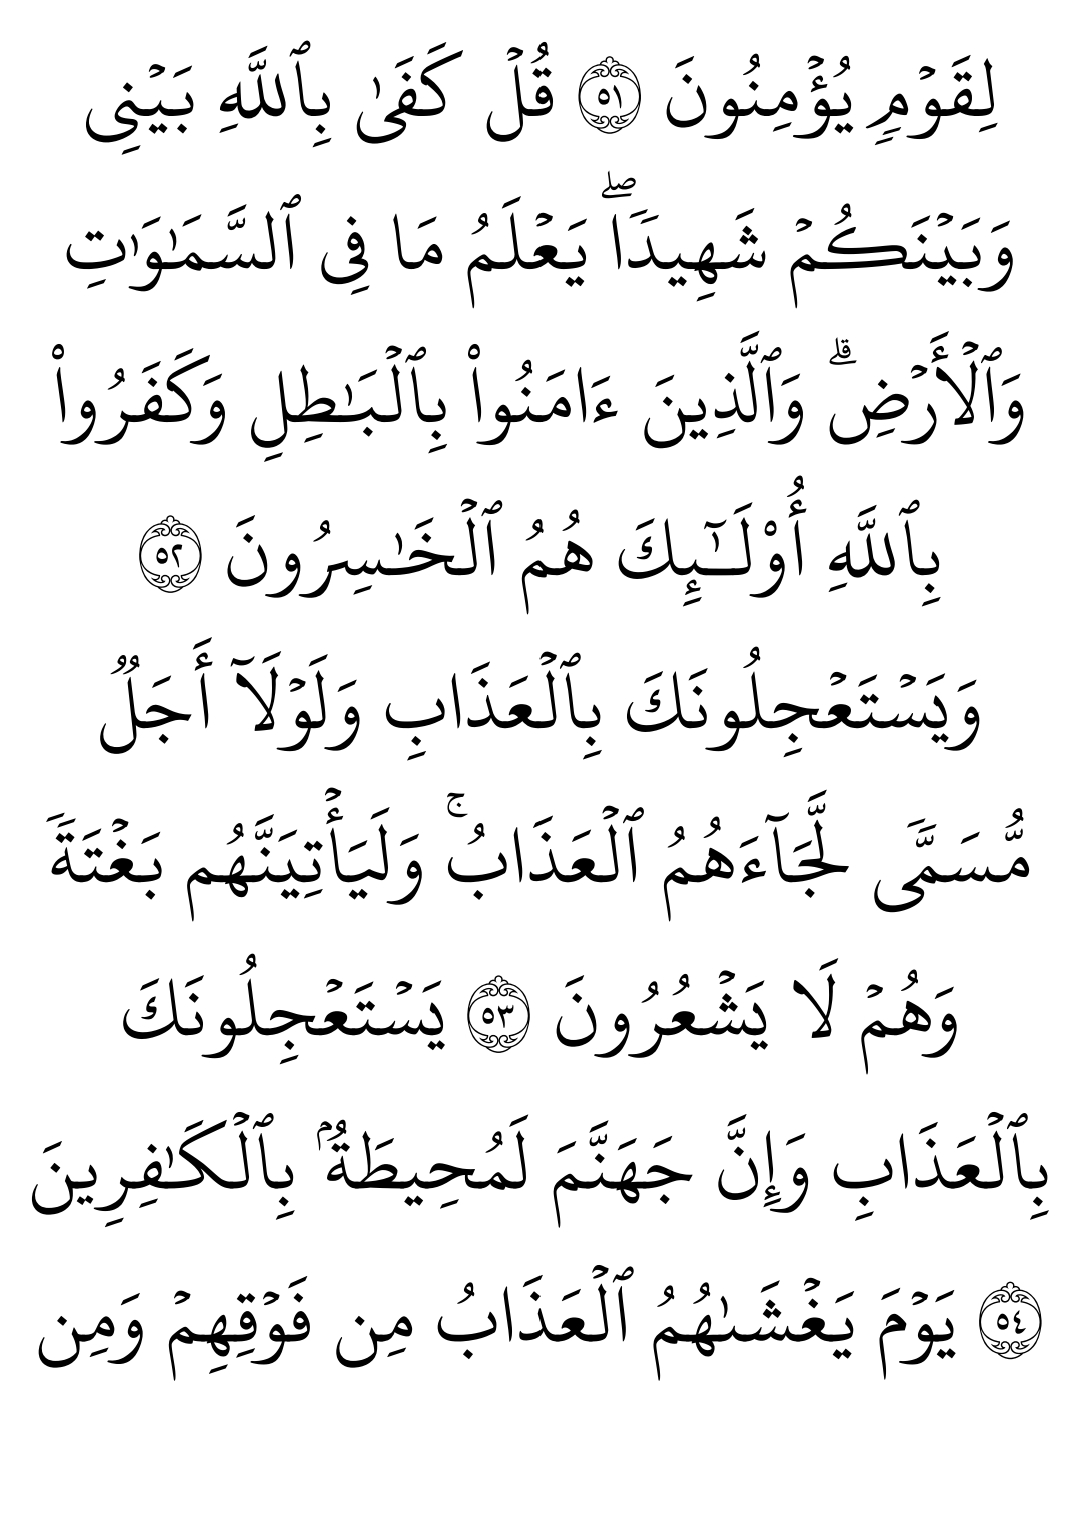 لِقَوْمٍ يُؤْمِنُونَ ٥١ قُلْ كَفَىٰ بِٱللَّهِ بَيْنِى
وَبَيْنَكُمْ شَهِيدًا ۖ يَعْلَمُ مَا فِى ٱلسَّمَـٰوَٰتِ
وَٱلْأَرْضِ ۗ وَٱلَّذِينَ ءَامَنُوا۟ بِٱلْبَـٰطِلِ وَكَفَرُوا۟
بِٱللَّهِ أُو۟لَـٰٓئِكَ هُمُ ٱلْخَـٰسِرُونَ ٥٢
وَيَسْتَعْجِلُونَكَ بِٱلْعَذَابِ وَلَوْلَآ أَجَلٌ
مُّسَمًّى لَّجَآءَهُمُ ٱلْعَذَابُ ۚ وَلَيَأْتِيَنَّهُم بَغْتَةً
وَهُمْ لَا يَشْعُرُونَ ٥٣ يَسْتَعْجِلُونَكَ
بِٱلْعَذَابِ وَإِنَّ جَهَنَّمَ لَمُحِيطَةٌۢ بِٱلْكَـٰفِرِينَ
٥٤ يَوْمَ يَغْشَىٰهُمُ ٱلْعَذَابُ مِن فَوْقِهِمْ وَمِن